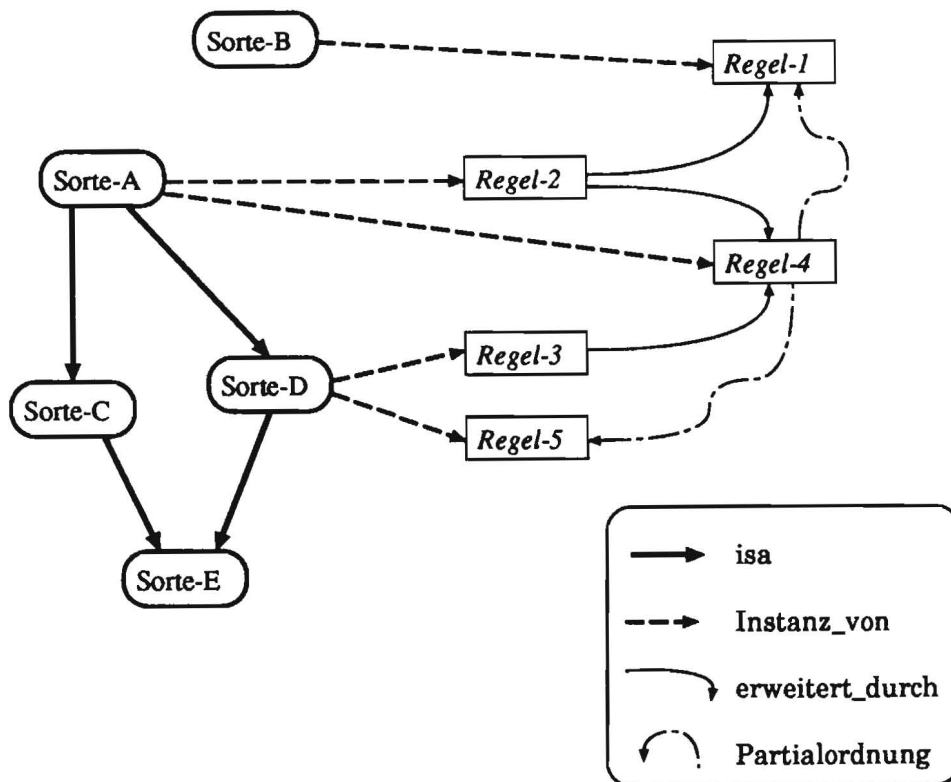 Sorte-B
Regel-1
Sorte-A
Regel-2
Regel-4
Regel-3
Sorte-D
Sorte-C
Regel-5
Sorte-E
isa
Instanz_von
erweitert_durch
Partialordnung